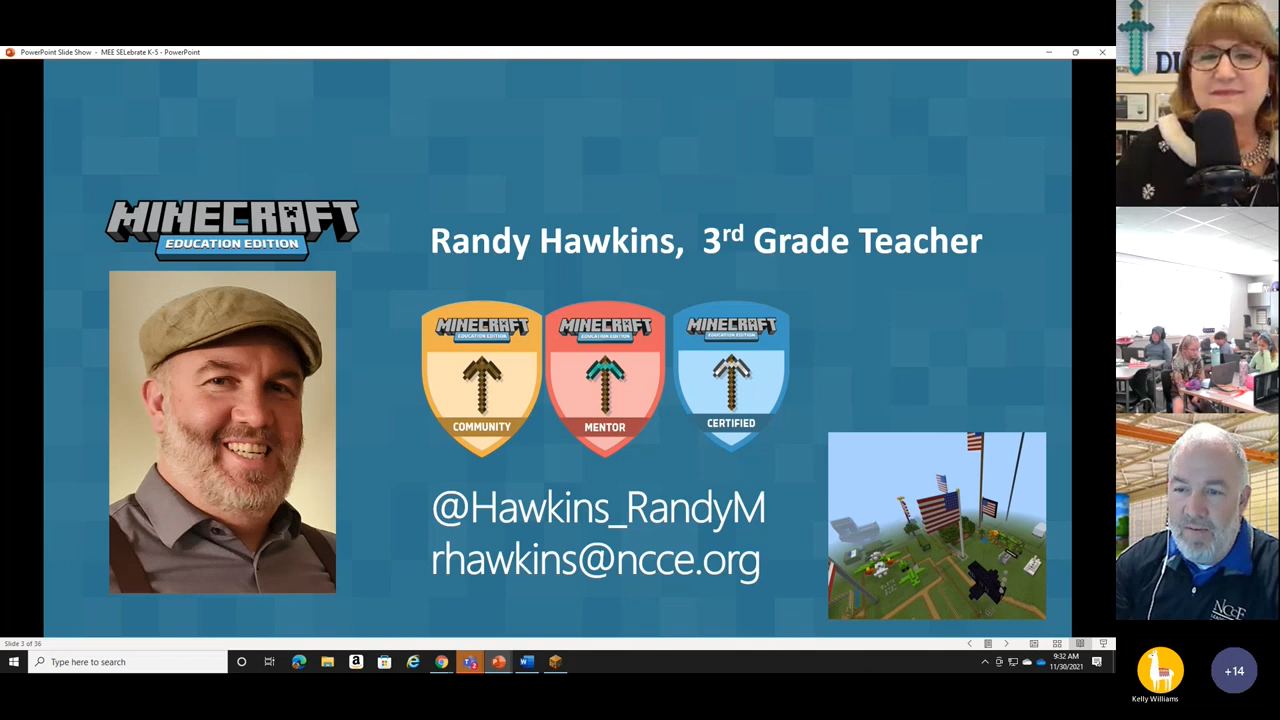 PowerPoint Slide Show - MEE SELebrate K-5 - PowerPoint
MINECRAFT
EDUCATION EDITION
Randy Hawkins, 3rd Grade Teacher
MINECRAFT
EDUCATION EDITION
COMMUNITY
MINECRAFT
EDUCATION EDITION
MENTOR
MINECRAFT
EDUCATION EDITION
CERTIFIED
@Hawkins_RandyM
rhawkins@ncce.org
Slide 3 of 36
Type here to search
9:32 AM
11/30/2021
DU
NCCE
Kelly Williams
+14